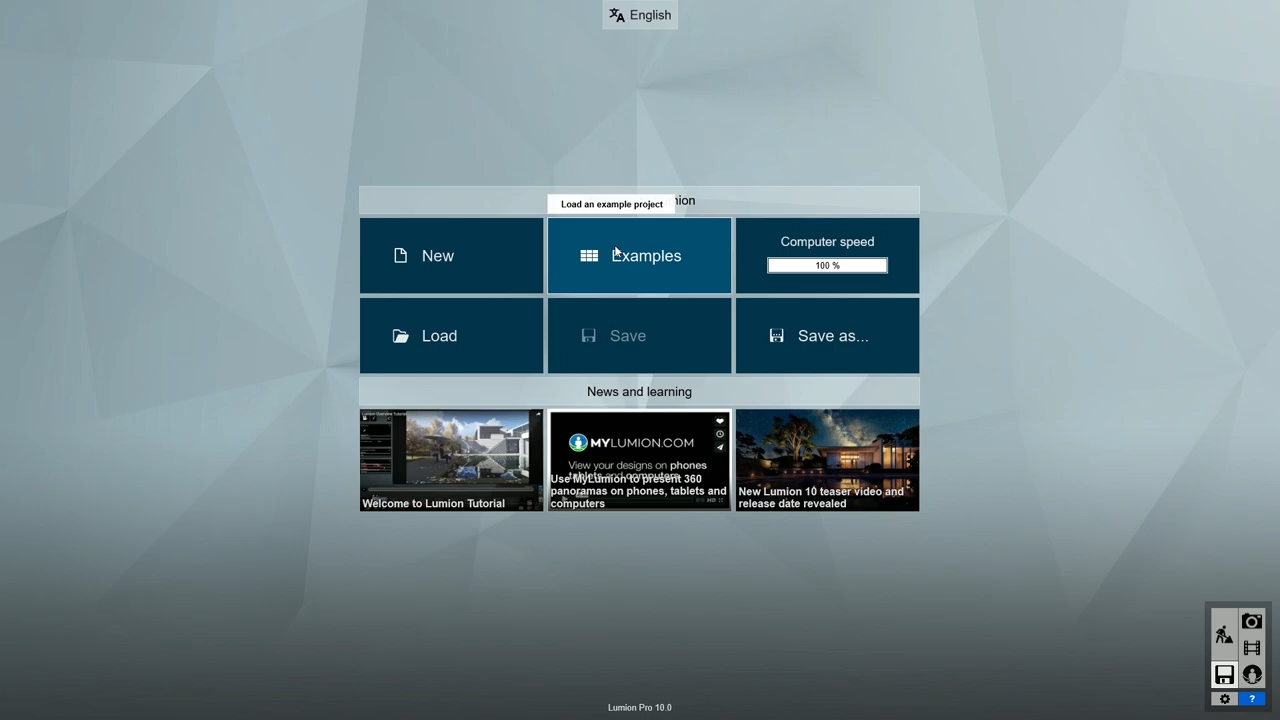 English
Load an example project
New
Examples
Computer speed
100 %
Load
Save
Save as...
News and learning
MYLUMION.COM
View your designs on phones
Welcome to Lumion Tutorial
Use MyLumion to present 360
panoramas on phones, tablets and
computers
New Lumion 10 teaser video and
release date revealed
?
Lumion Pro 10.0